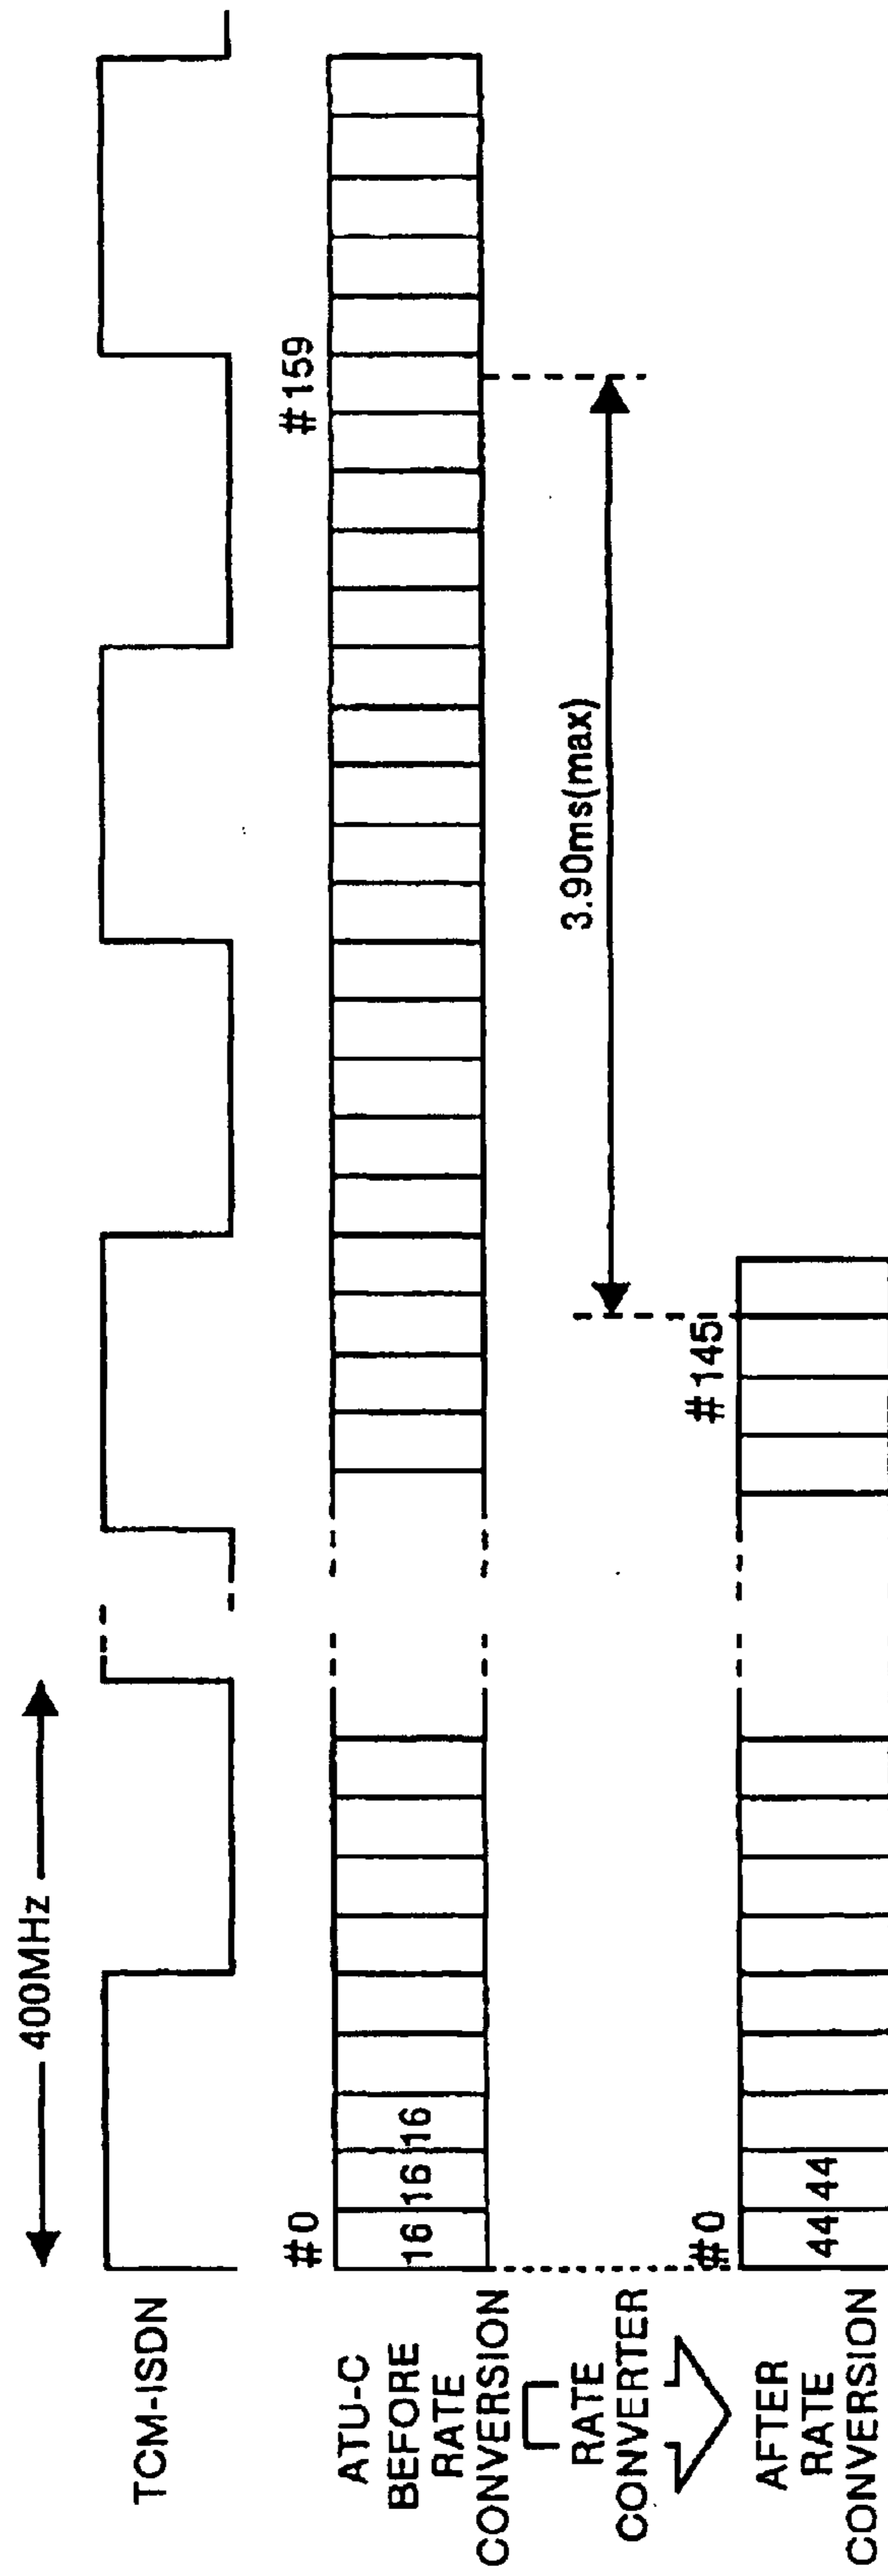 400MHz
TCM-ISDN
#0
#159
ATU-C
BEFORE
RATE
CONVERSION
16 16 16
3.90ms(max)
RATE
CONVERTER
#0
#145
AFTER
RATE
CONVERSION
44 44